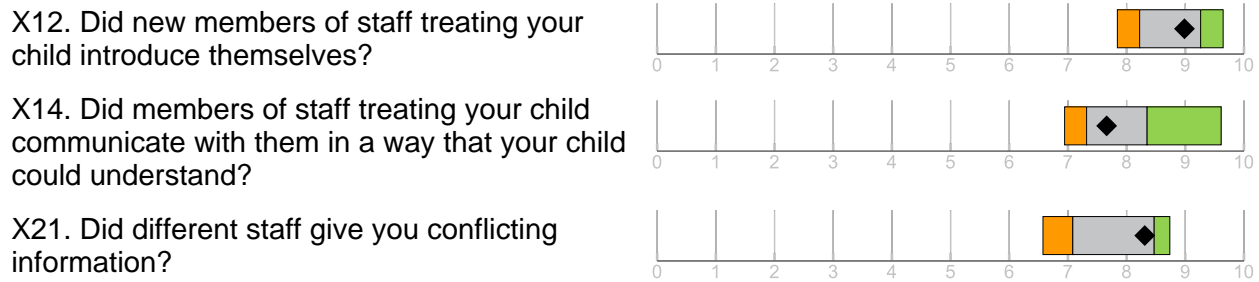 X12. Did new members of staff treating your
child introduce themselves?
0 1 2 3 4 5 6 7 8 9 10
X14. Did members of staff treating your child
communicate with them in a way that your child
could understand?
0 1 2 3 4 5 6 7 8 9 10
X21. Did different staff give you conflicting
information?
0 1 2 3 4 5 6 7 8 9 10